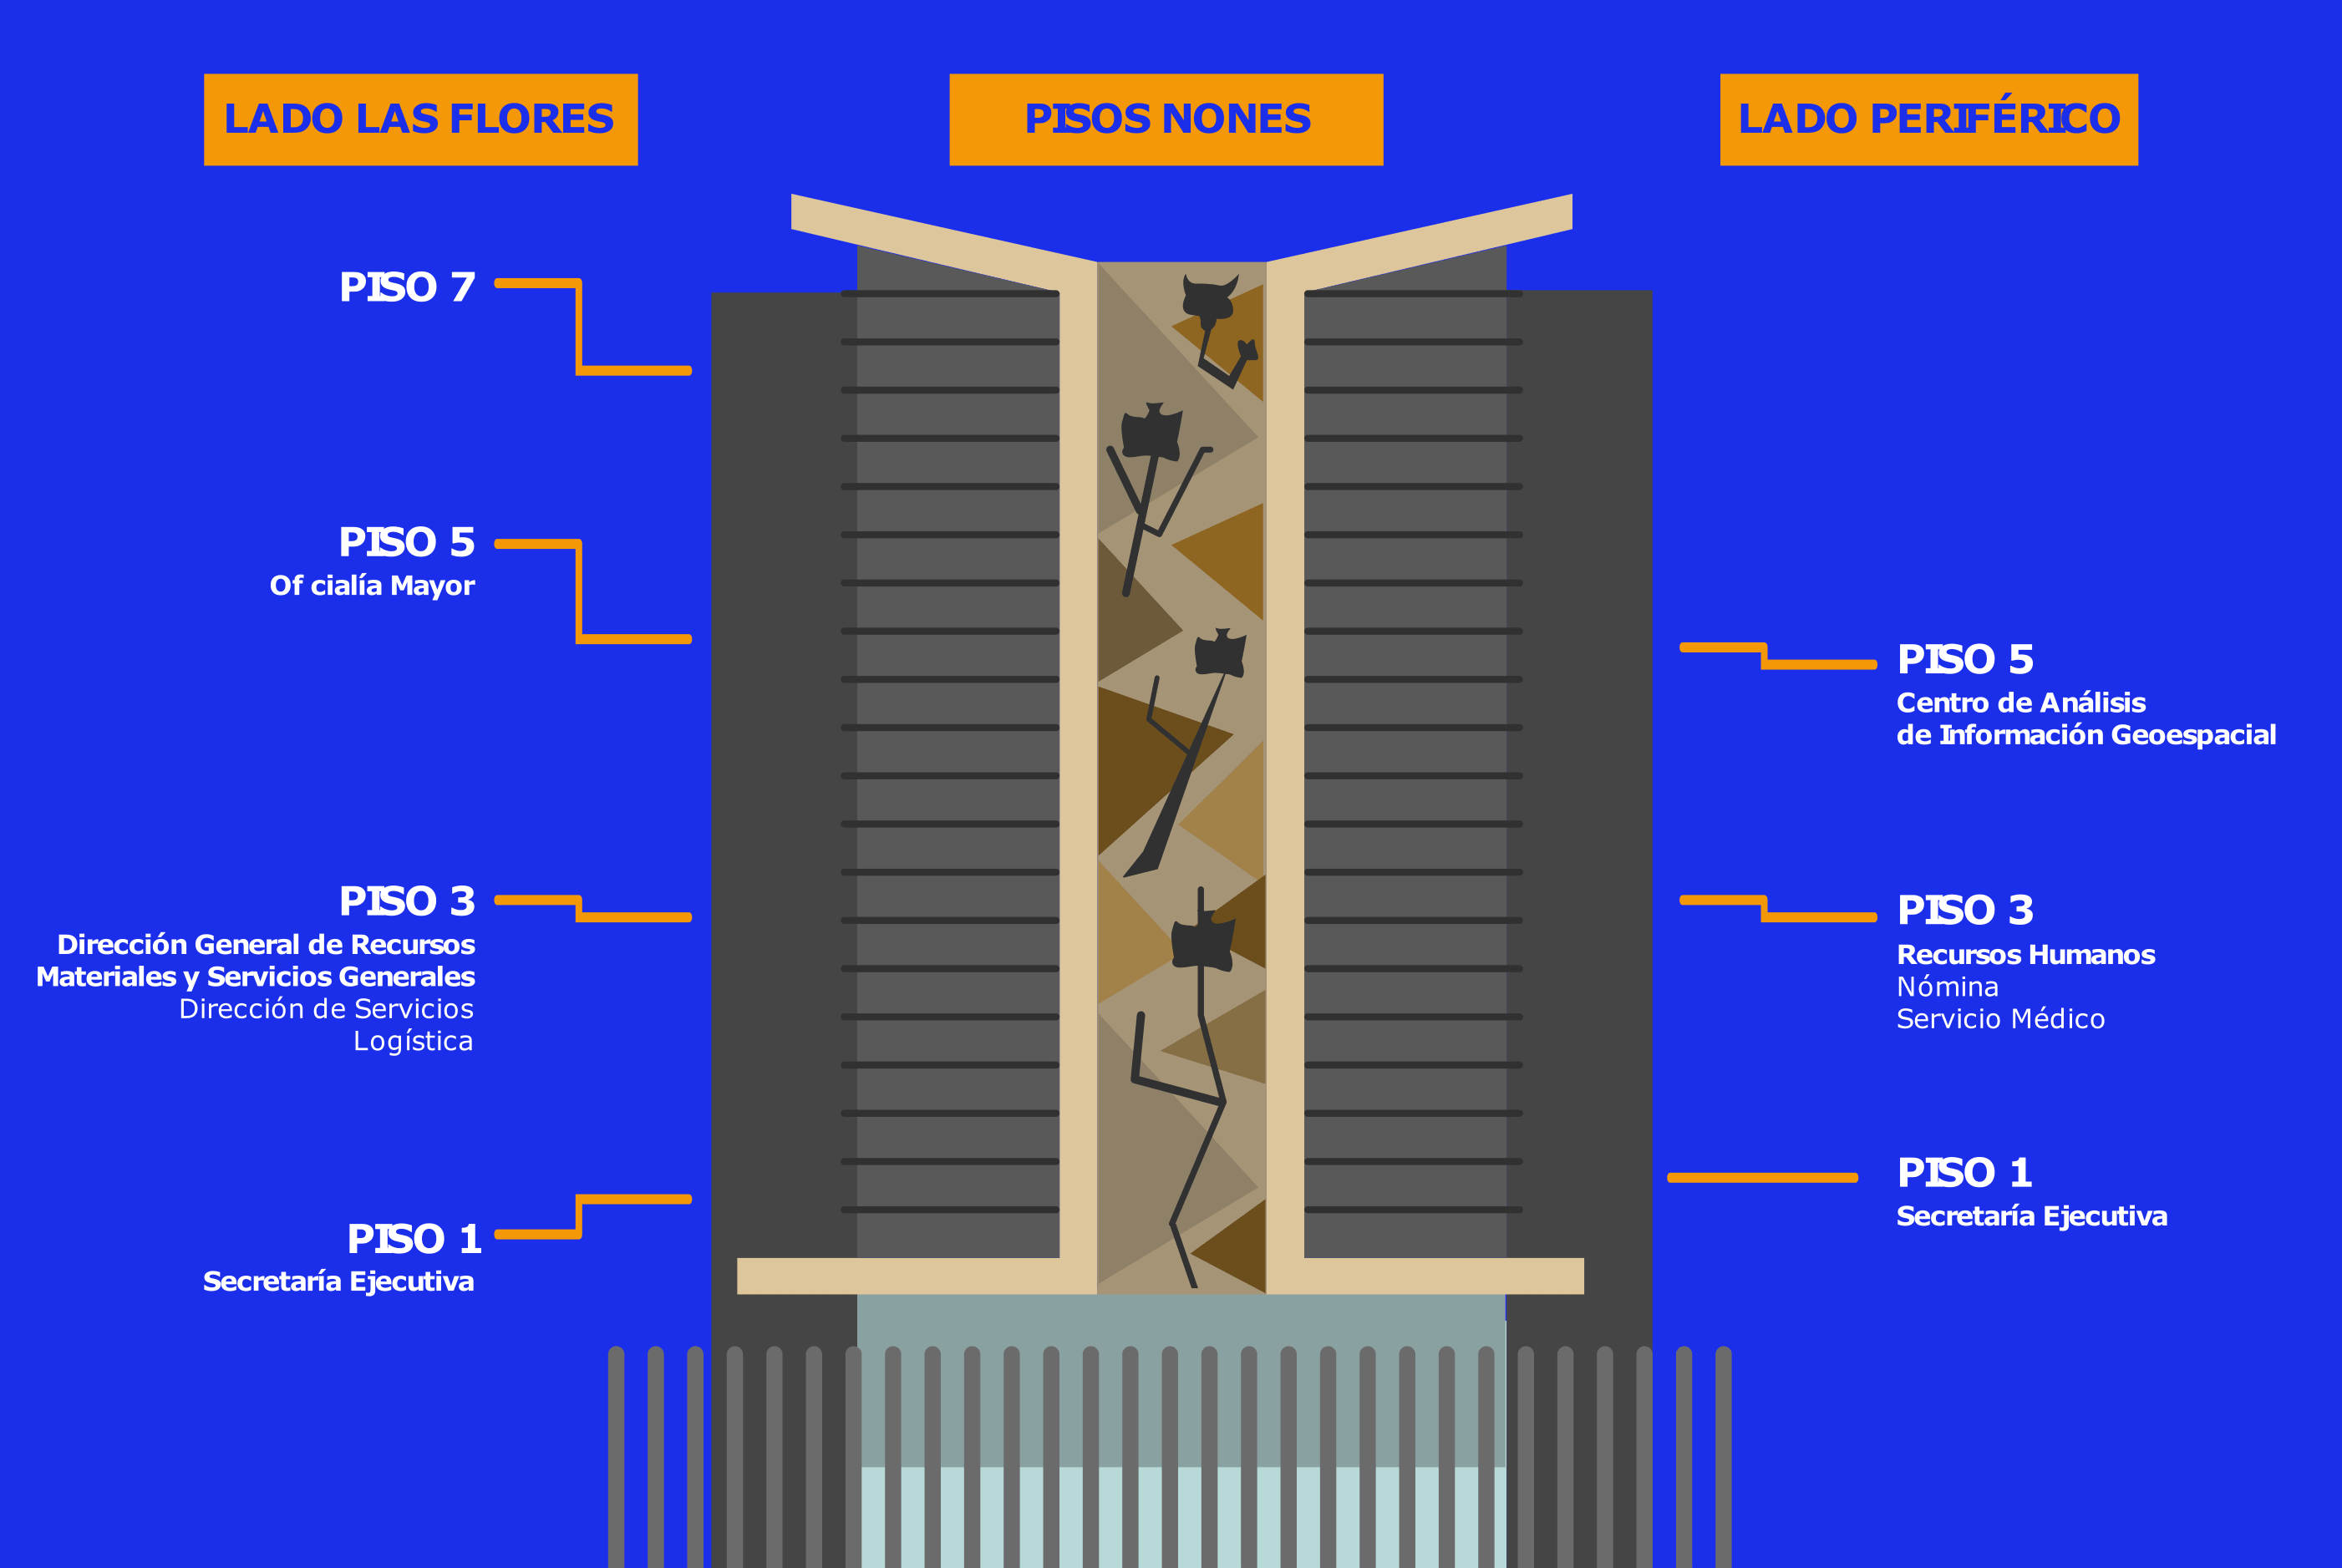 LADO LAS FLORES
PISOS NONES
LADO PERIFÉRICO
PISO 7
PISO 5
Of cialía Mayor
PISO 3
Dirección General de Recursos
Materiales y Servicios Generales
Dirección de Servicios
Logística
PISO 1
Secretaría Ejecutiva
PISO 5
Centro de Análisis
de Información Geoespacial
PISO 3
Recursos Humanos
Nómina
Servicio Médico
PISO 1
Secretaría Ejecutiva